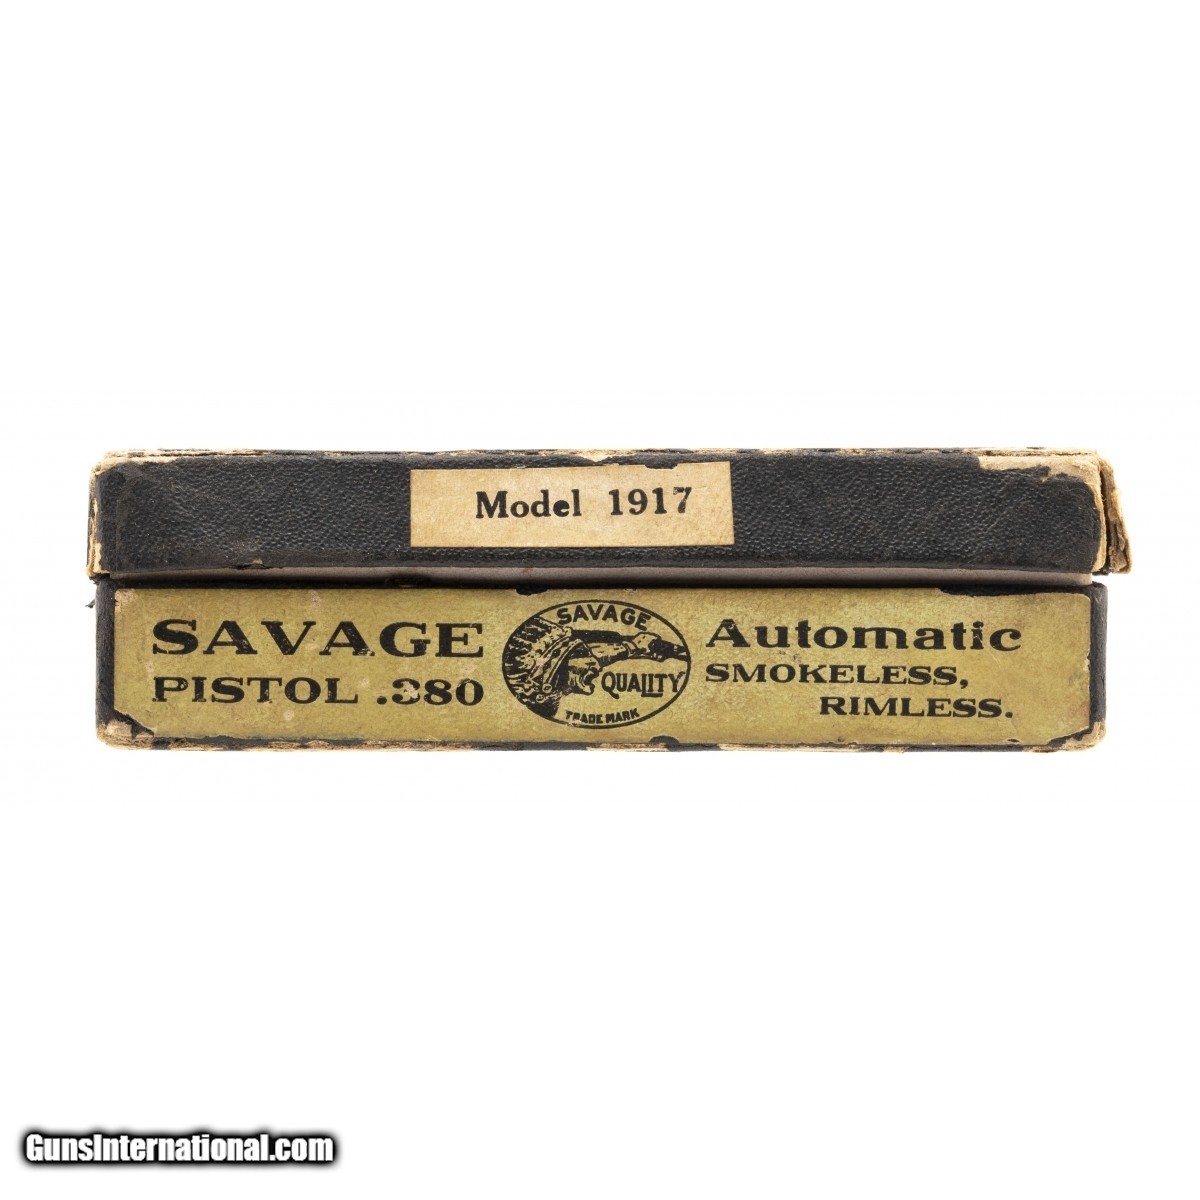 Model 1917
SAVAGE
PISTOL .380
SAVAGE
QUALITY
TRADE MARK
Automatic
SMOKELESS,
RIMLESS.
GunsInternational.com